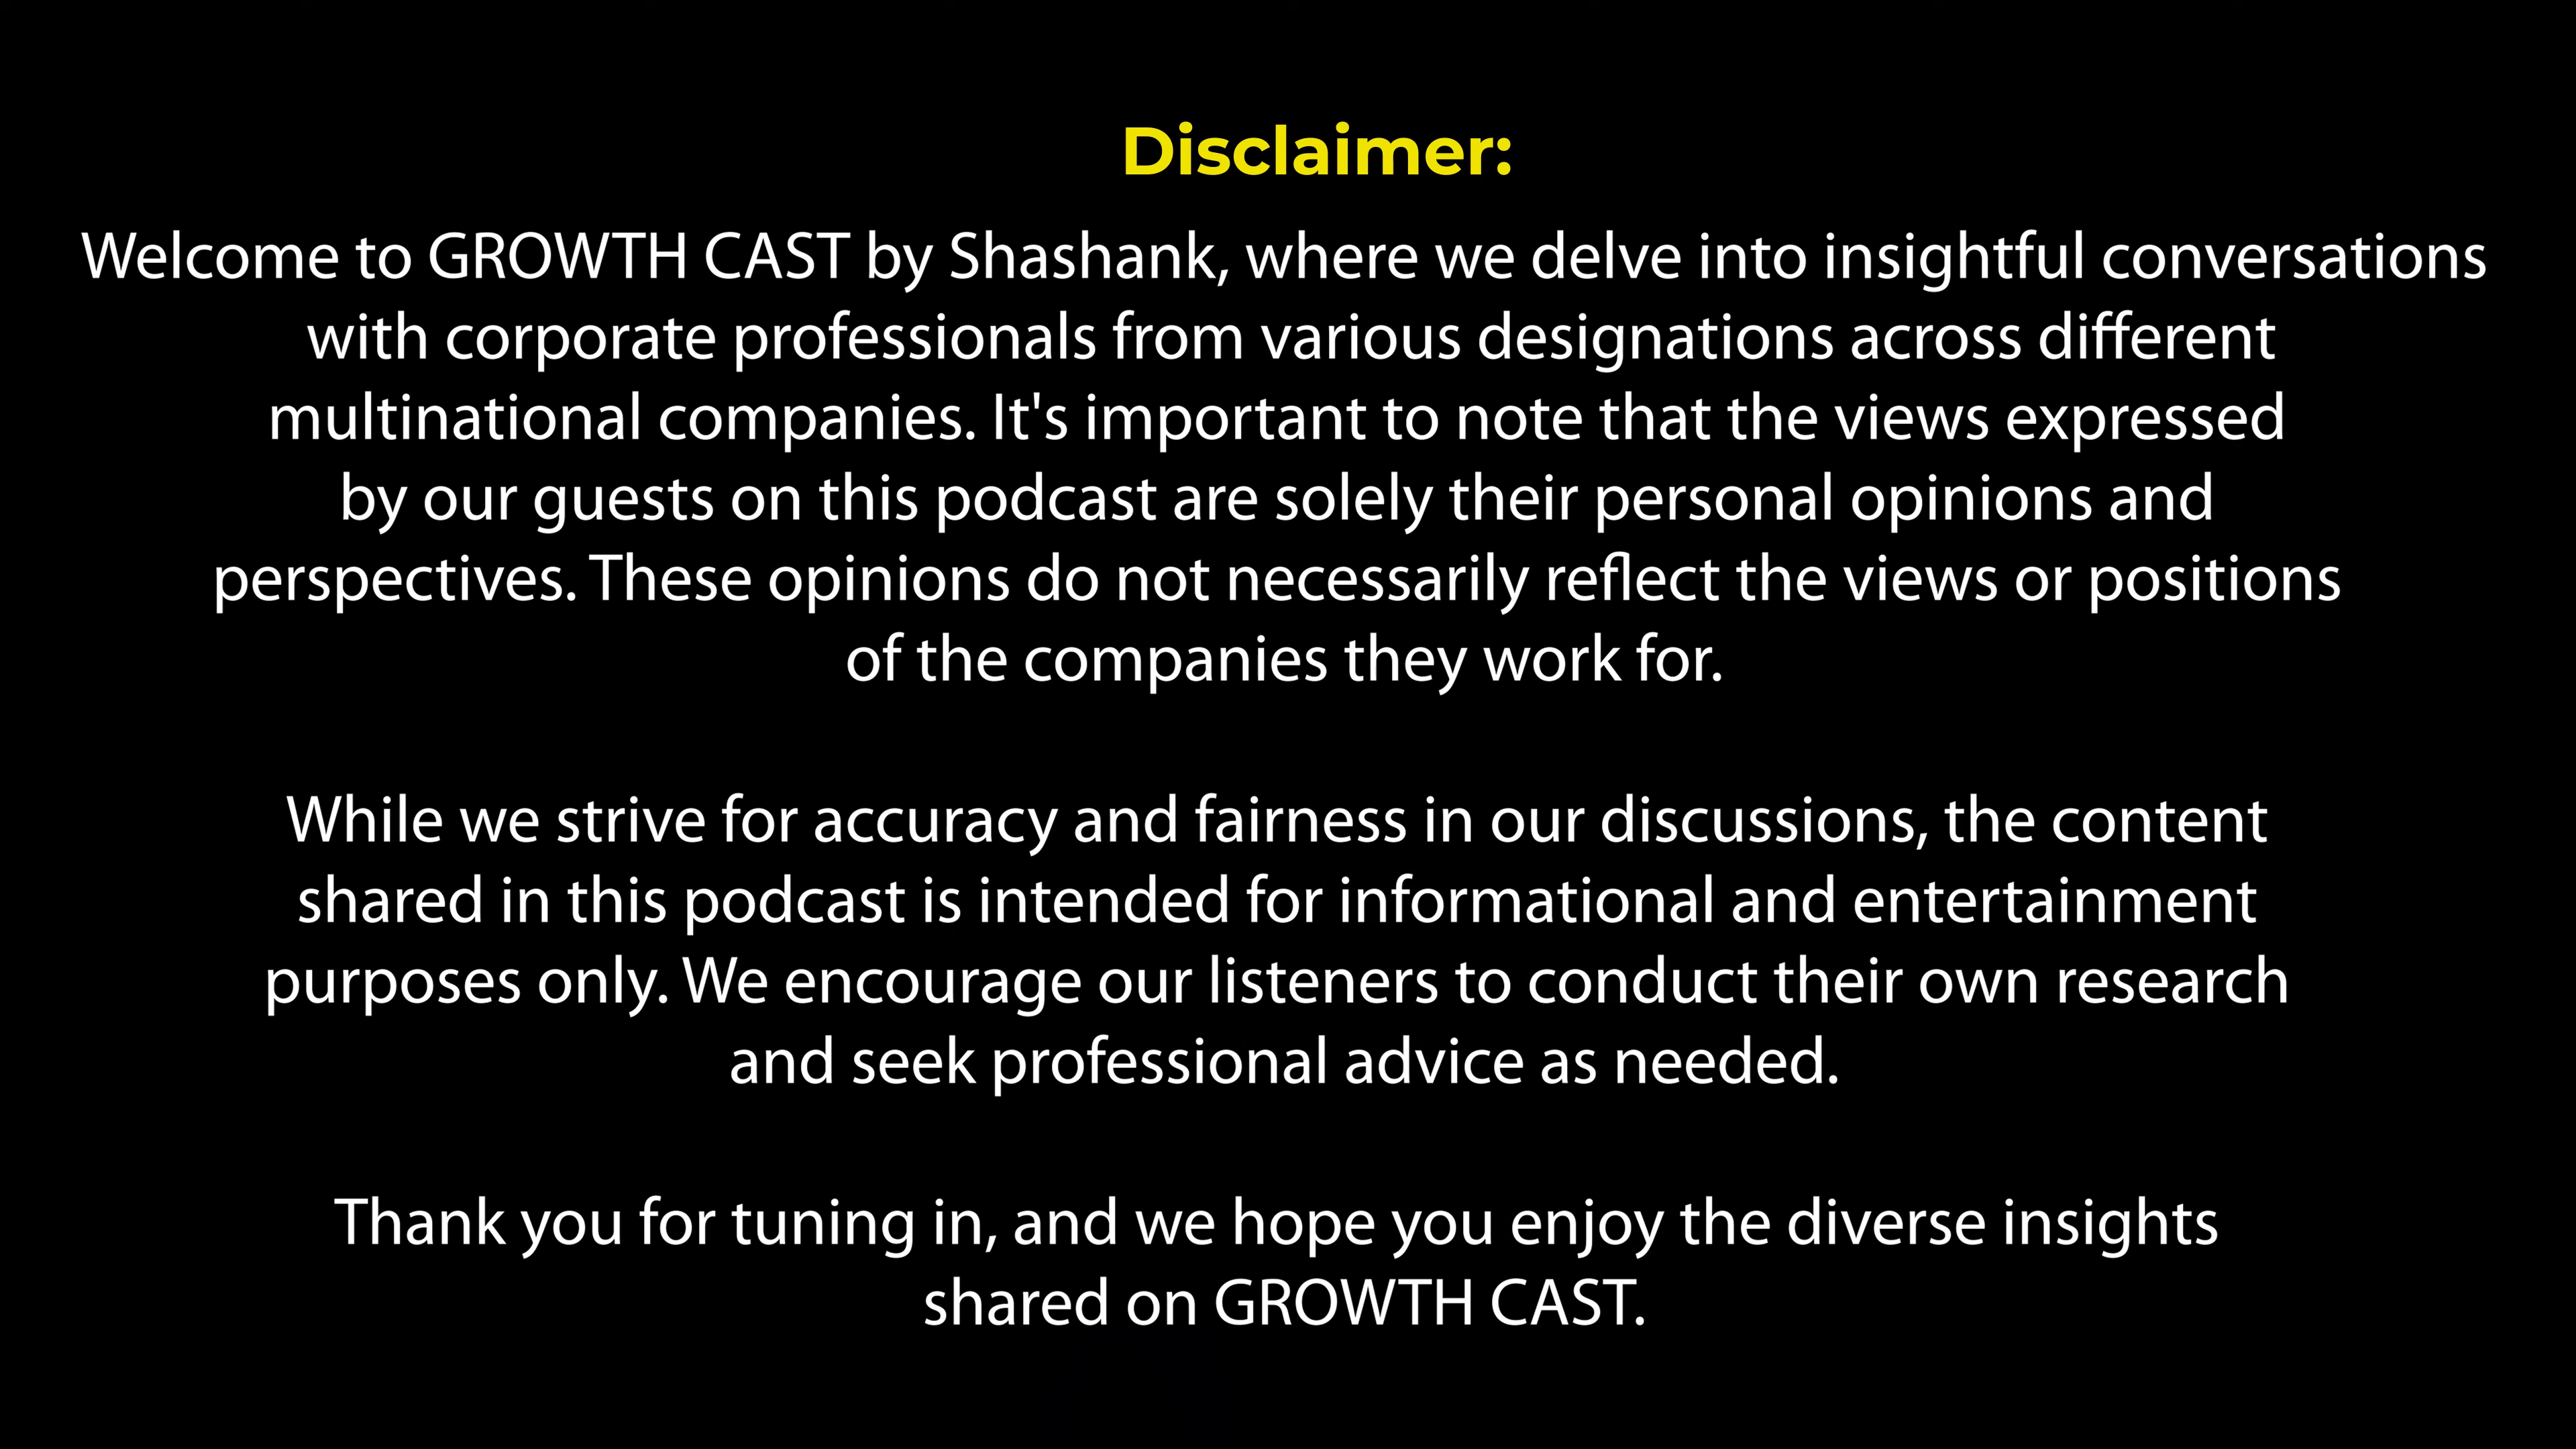 Disclaimer:
Welcome to GROWTH CAST by Shashank, where we delve into insightful conversations
with corporate professionals from various designations across different
multinational companies. It's important to note that the views expressed
by our guests on this podcast are solely their personal opinions and
perspectives. These opinions do not necessarily reflect the views or positions
of the companies they work for.
While we strive for accuracy and fairness in our discussions, the content
shared in this podcast is intended for informational and entertainment
purposes only. We encourage our listeners to conduct their own research
and seek professional advice as needed.
Thank you for tuning in, and we hope you enjoy the diverse insights
shared on GROWTH CAST.